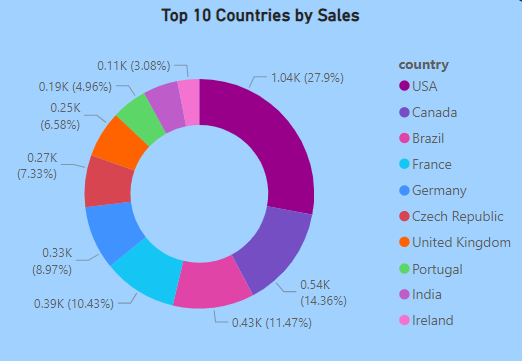 Top 10 Countries by Sales
0.11K (3.08%)
0.19K (4.96%)
0.25K
(6.58%)
0.27K
(7.33%)
0.33K
(8.97%)
0.39K (10.43%)
0.43K (11.47%)
0.54K
(14.36%)
1.04K (27.9%)
country
USA
Canada
Brazil
France
Germany
Czech Republic
United Kingdom
Portugal
India
Ireland